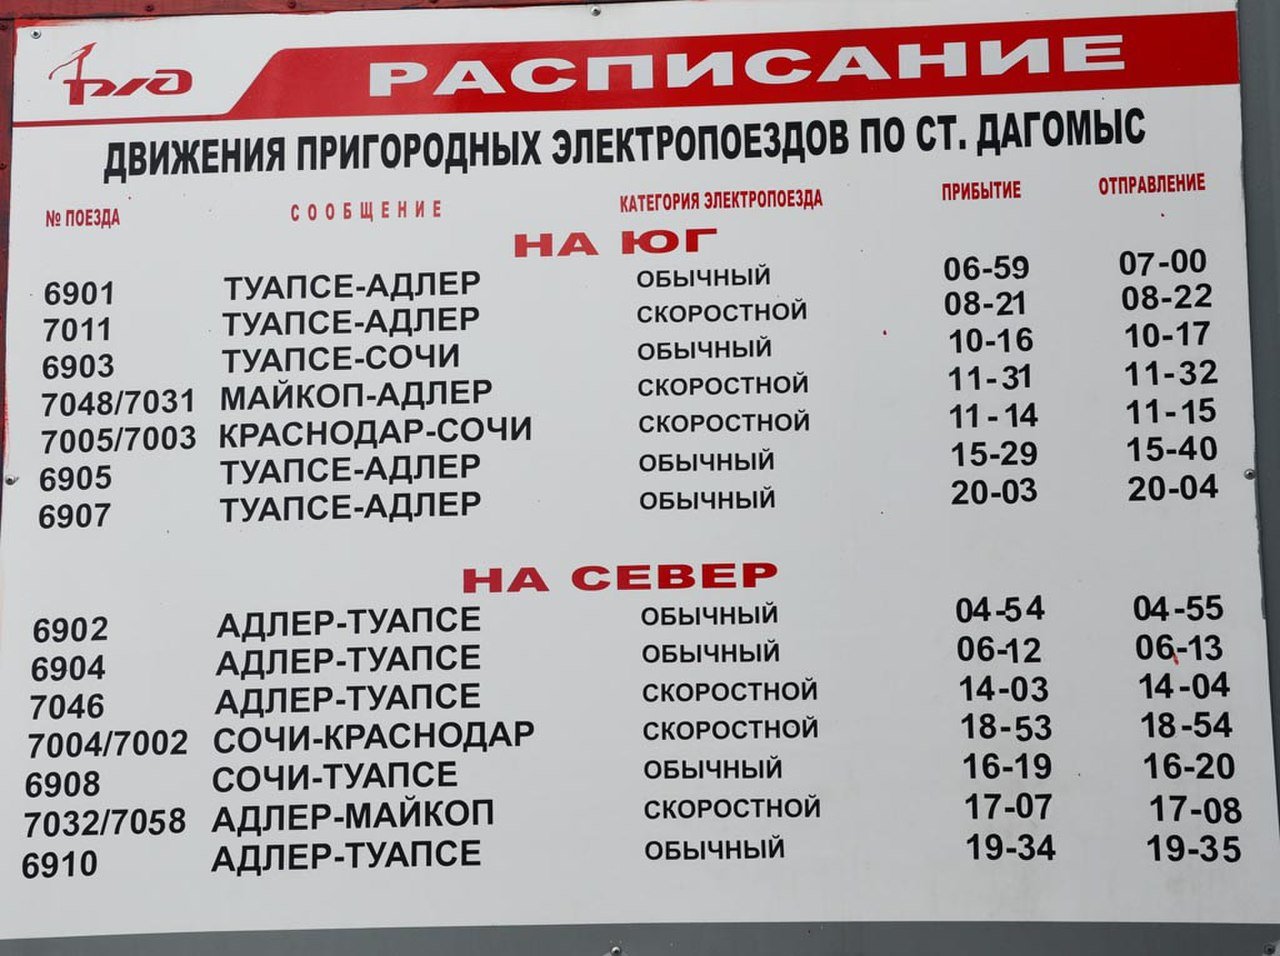 РЖД РАСПИСАНИЕ
ДВИЖЕНИЯ ПРИГОРОДНЫХ ЭЛЕКТРОПОЕЗДОВ ПО СТ. ДАГОМЫС
№ ПОЕЗДА СООБЩЕНИЕ КАТЕГОРИЯ ЭЛЕКТРОПОЕЗДА ПРИБЫТИЕ ОТПРАВЛЕНИЕ
НА ЮГ
6901 ТУАПСЕ-АДЛЕР ОБЫЧНЫЙ 06-59 07-00
7011 ТУАПСЕ-АДЛЕР СКОРОСТНОЙ 08-21 08-22
6903 ТУАПСЕ-СОЧИ ОБЫЧНЫЙ 10-16 10-17
7048/7031 МАЙКОП-АДЛЕР СКОРОСТНОЙ 11-31 11-32
7005/7003 КРАСНОДАР-СОЧИ СКОРОСТНОЙ 11-14 11-15
6905 ТУАПСЕ-АДЛЕР ОБЫЧНЫЙ 15-29 15-40
6907 ТУАПСЕ-АДЛЕР ОБЫЧНЫЙ 20-03 20-04
НА СЕВЕР
6902 АДЛЕР-ТУАПСЕ ОБЫЧНЫЙ 04-54 04-55
6904 АДЛЕР-ТУАПСЕ ОБЫЧНЫЙ 06-12 06-13
7046 АДЛЕР-ТУАПСЕ СКОРОСТНОЙ 14-03 14-04
7004/7002 СОЧИ-КРАСНОДАР СКОРОСТНОЙ 18-53 18-54
6908 СОЧИ-ТУАПСЕ ОБЫЧНЫЙ 16-19 16-20
7032/7058 АДЛЕР-МАЙКОП СКОРОСТНОЙ 17-07 17-08
6910 АДЛЕР-ТУАПСЕ ОБЫЧНЫЙ 19-34 19-35